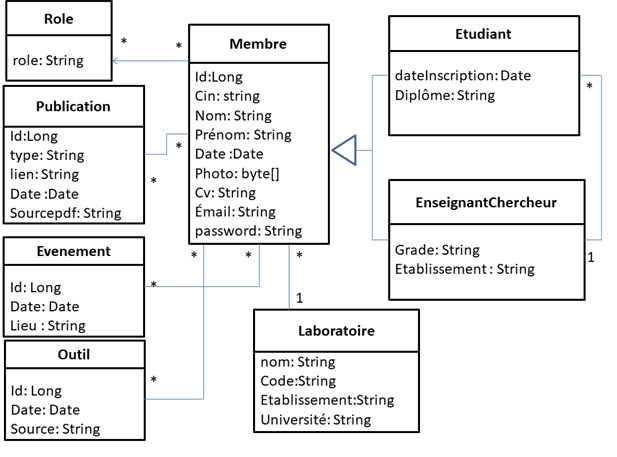 Role
role: String
*
*
Publication
Id:Long
type: String
lien: String
Date :Date
Sourcepdf: String
*
*
Evenement
Id: Long
Date: Date
Lieu : String
*
*
Outil
Id: Long
Date: Date
Source: String
*
*
Membre
Id:Long
Cin: string
Nom: String
Prénom: String
Date :Date
Photo: byte[]
Cv: String
Émail: String
password: String
*
1
Laboratoire
nom: String
Code:String
Etablissement:String
Université: String
Etudiant
dateInscription: Date
Diplôme: String
*
EnseignantChercheur
Grade: String
Etablissement : String
1